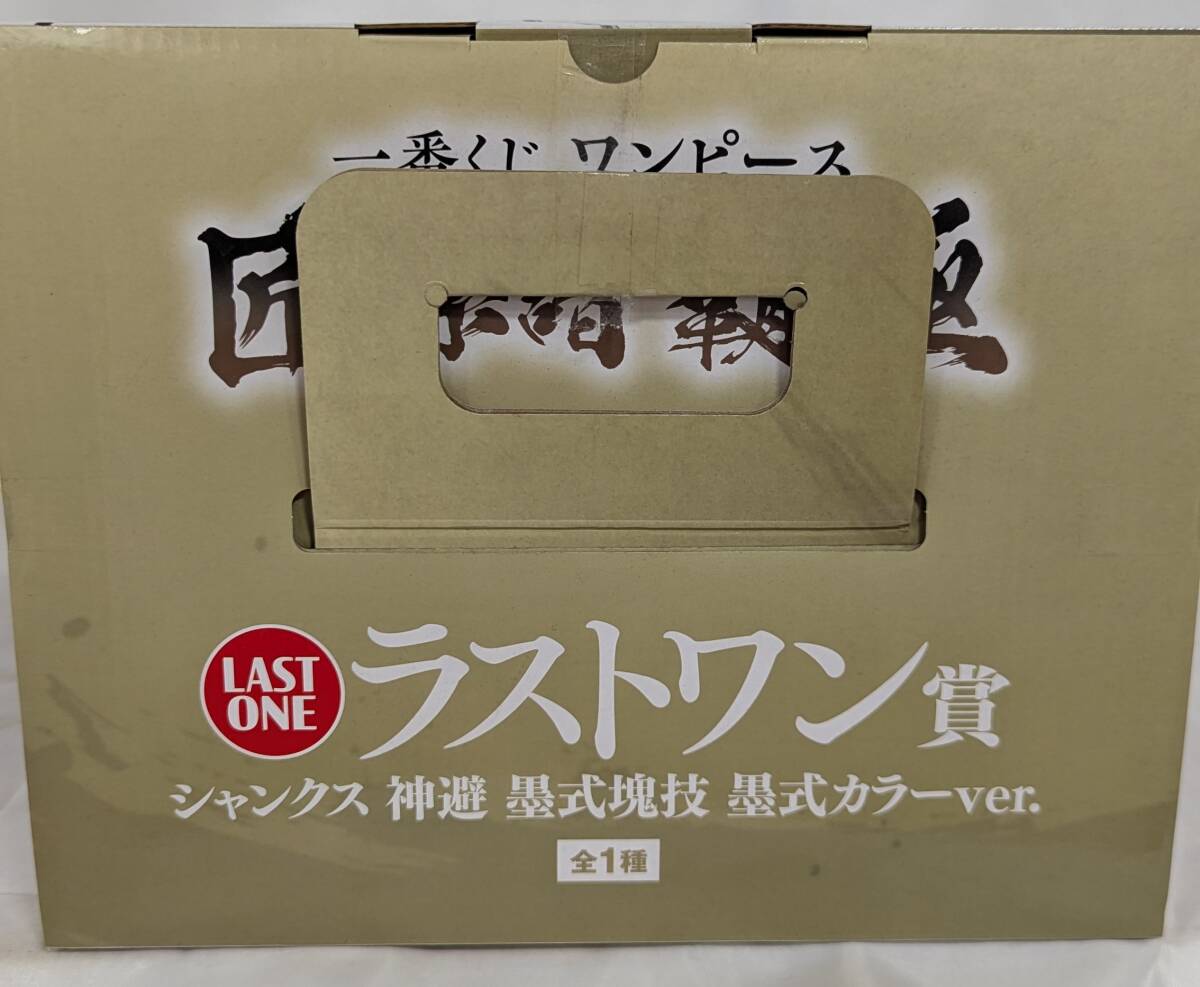 一番くじ ワンピース
匠
LAST
ONE
ラストワン賞
シャンクス 神避 墨式塊技 墨式カラーver.
全1種